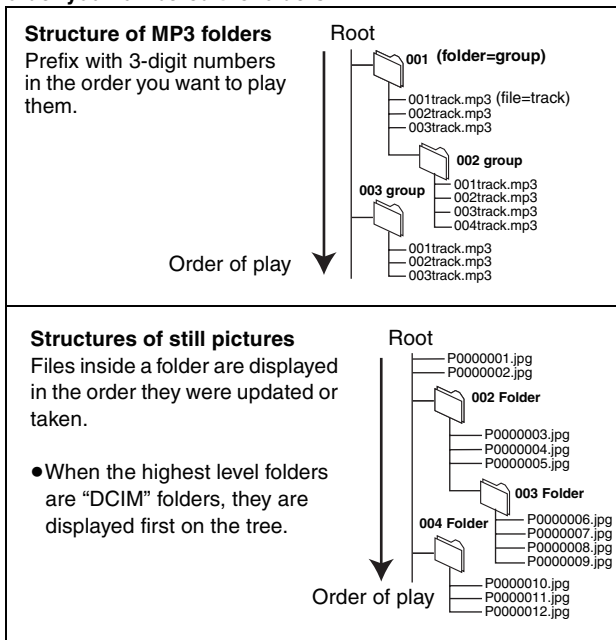 Structure of MP3 folders
Prefix with 3-digit numbers
in the order you want to play
them.
Root
001 (folder=group)
001track.mp3 (file=track)
002track.mp3
003track.mp3
002 group
001track.mp3
002track.mp3
003track.mp3
004track.mp3
003 group
001track.mp3
002track.mp3
003track.mp3
Order of play
Structures of still pictures
Files inside a folder are displayed
in the order they were updated or
taken.
●When the highest level folders
are “DCIM” folders, they are
displayed first on the tree.
Root
P0000001.jpg
P0000002.jpg
002 Folder
P0000003.jpg
P0000004.jpg
P0000005.jpg
003 Folder
P0000006.jpg
P0000007.jpg
P0000008.jpg
P0000009.jpg
004 Folder
P0000010.jpg
P0000011.jpg
P0000012.jpg
Order of play